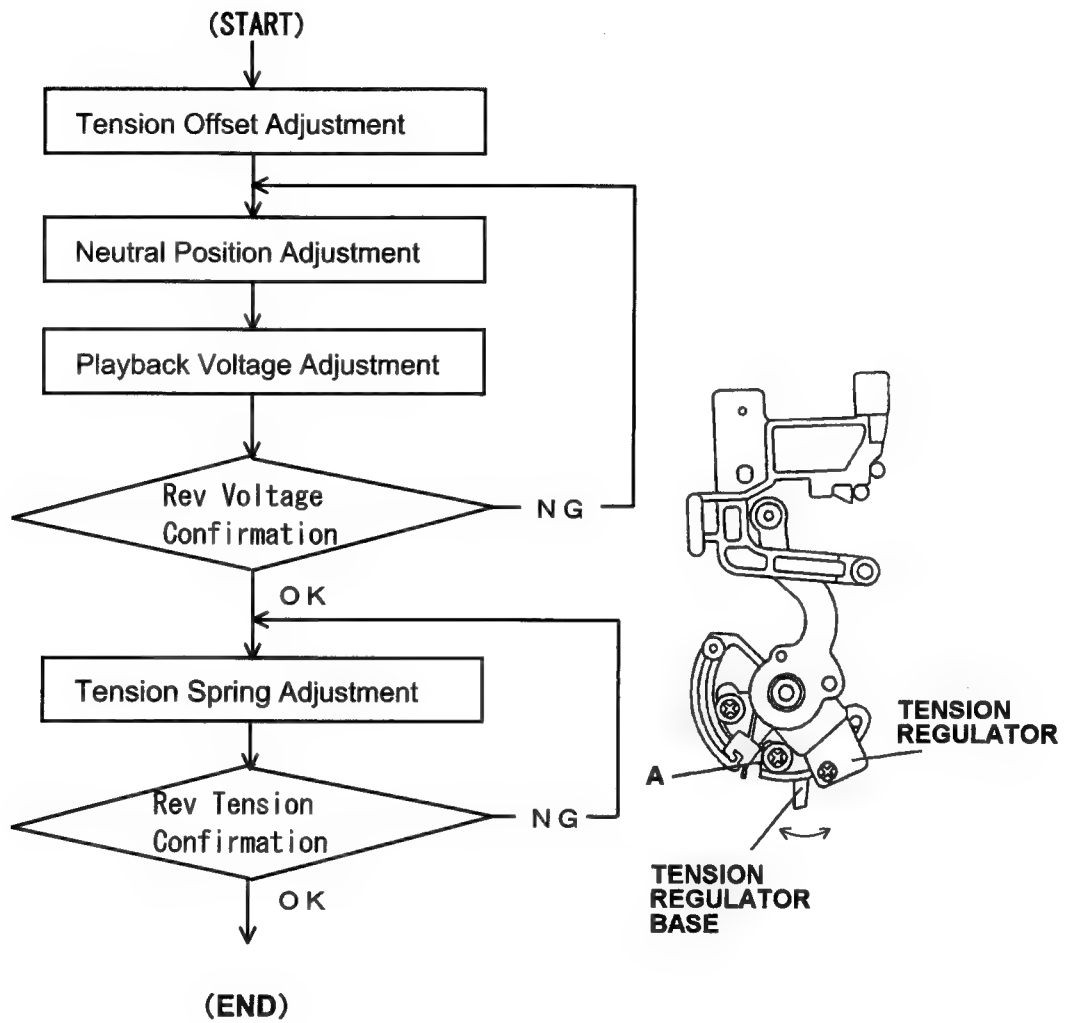 (START)
Tension Offset Adjustment
Neutral Position Adjustment
Playback Voltage Adjustment
Rev Voltage
Confirmation
NG
OK
Tension Spring Adjustment
Rev Tension
Confirmation
NG
OK
(END)
TENSION
REGULATOR
A
TENSION
REGULATOR
BASE